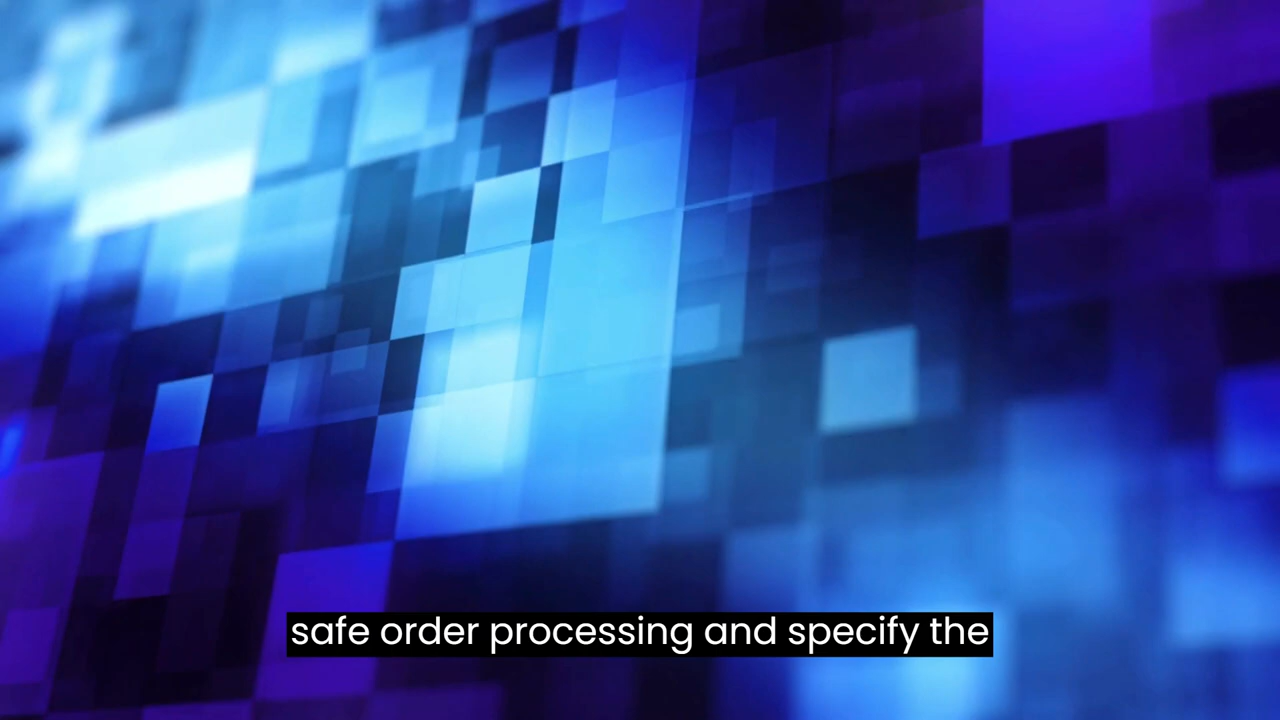 safe order processing and specify the